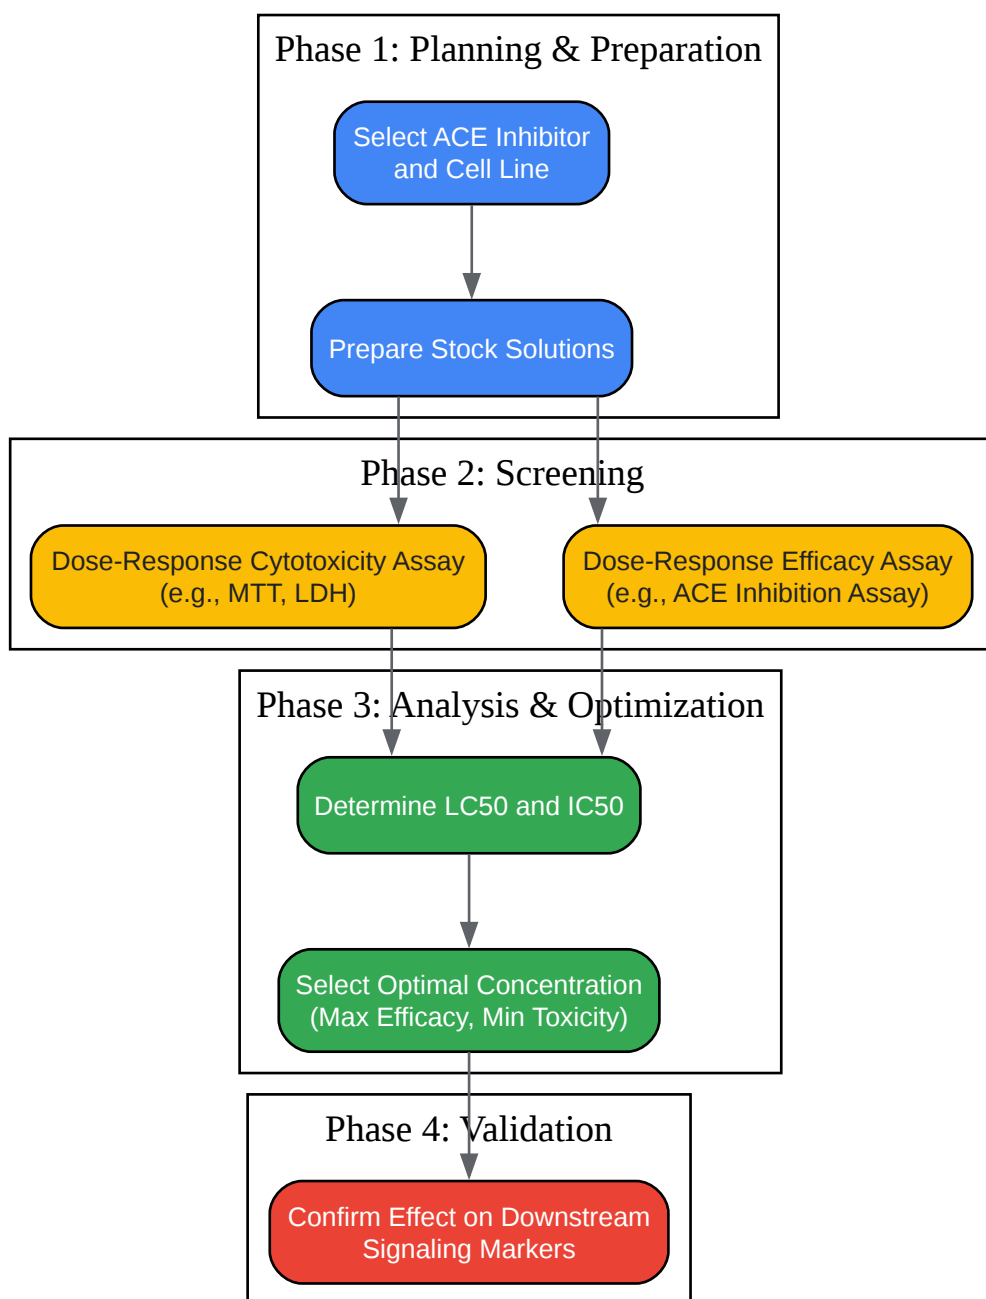 Phase 1: Planning & Preparation
Select ACE Inhibitor
and Cell Line
Prepare Stock Solutions
Phase 2: Screening
Dose-Response Cytotoxicity Assay
(e.g., MTT, LDH)
Dose-Response Efficacy Assay
(e.g., ACE Inhibition Assay)
Phase 3: Analysis & Optimization
Determine LC50 and IC50
Select Optimal Concentration
(Max Efficacy, Min Toxicity)
Phase 4: Validation
Confirm Effect on Downstream
Signaling Markers